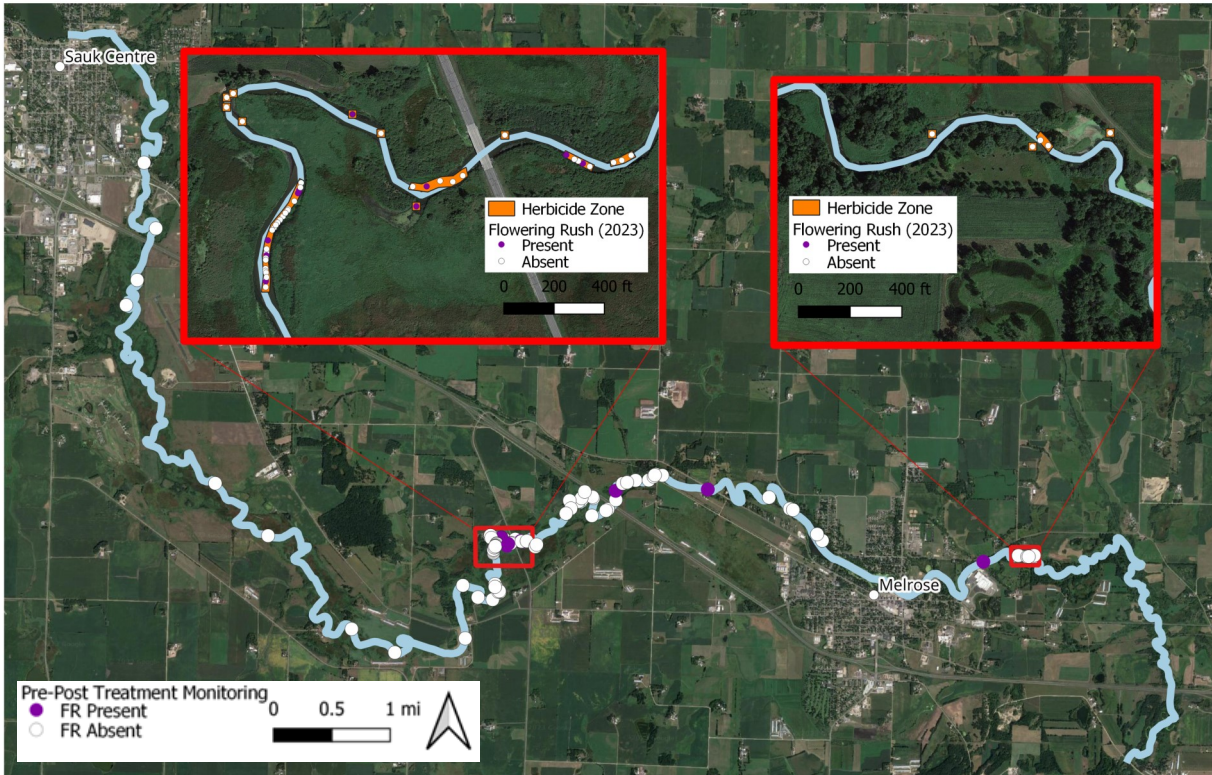 Sauk Centre
Herbicide Zone
Flowering Rush (2023)
Present
Absent
0 200 400 ft
Herbicide Zone
Flowering Rush (2023)
Present
Absent
0 200 400 ft
Melrose
Pre-Post Treatment Monitoring
FR Present
FR Absent
0 0.5 1 mi